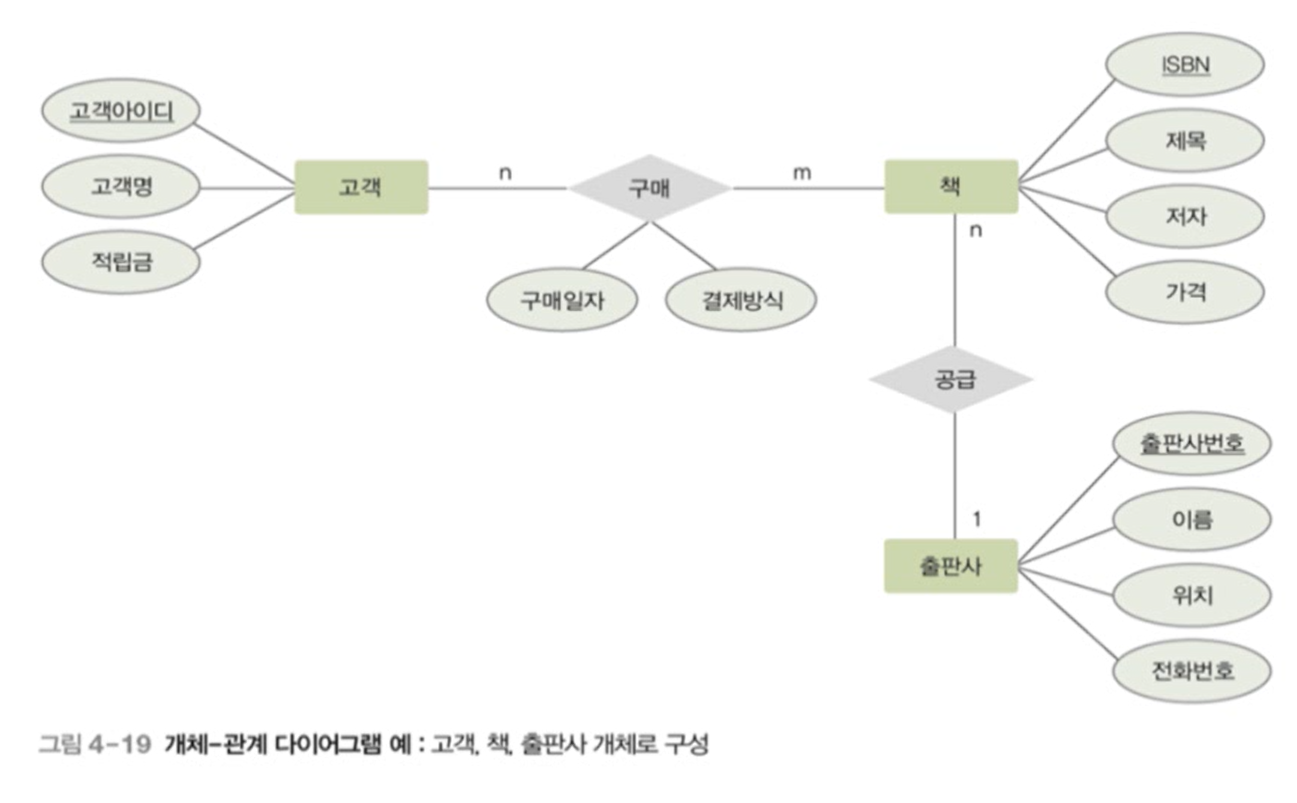 고객아이디
고객명
적립금
고객
n
구매
m
구매일자
결제방식
책
ISBN
제목
저자
가격
n
공급
1
출판사
출판사번호
이름
위치
전화번호
그림 4-19 개체-관계 다이어그램 예 : 고객, 책, 출판사 개체로 구성